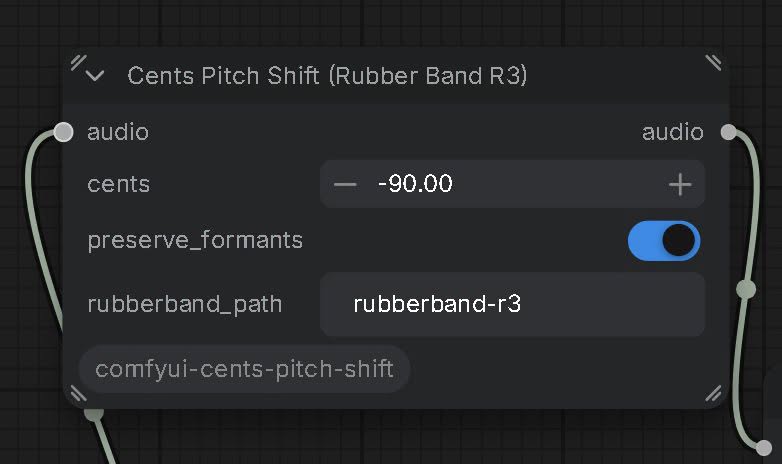 Cents Pitch Shift (Rubber Band R3)
audio audio
cents -90.00
preserve_formants
rubberband_path rubberband-r3
comfyui-cents-pitch-shift